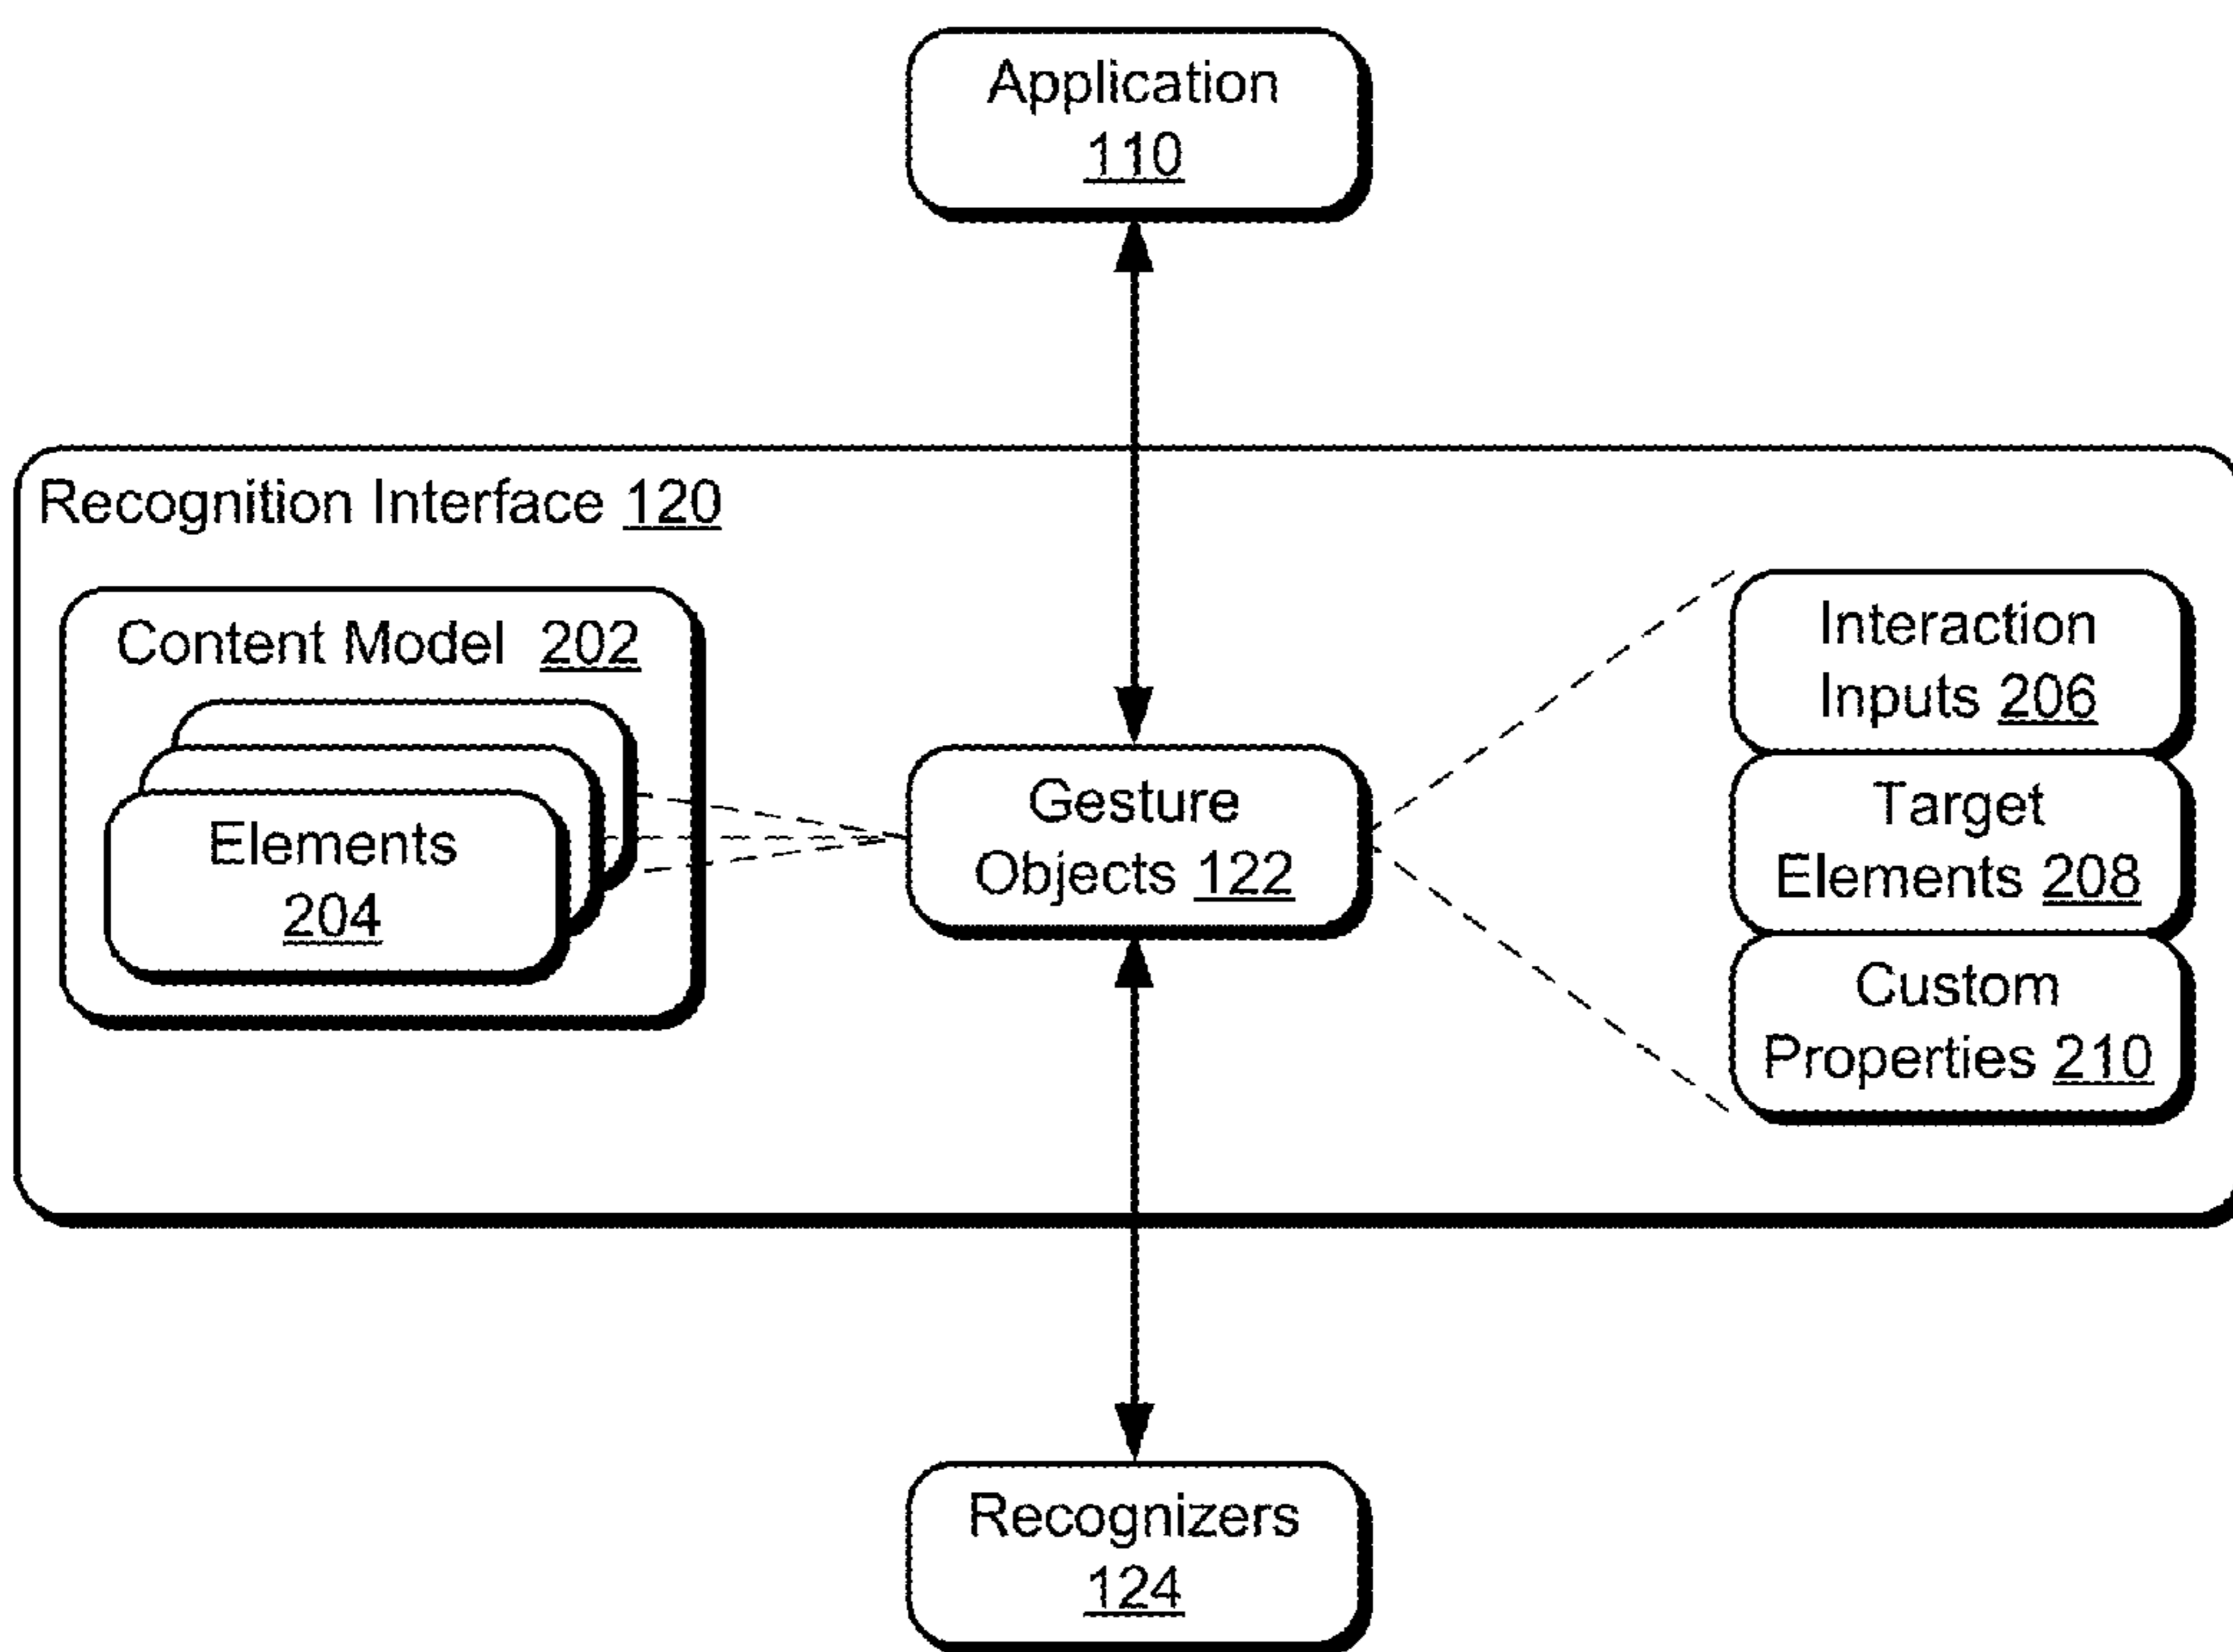 Application
110
Recognition Interface 120
Content Model 202
Elements
204
Gesture
Objects 122
Interaction
Inputs 206
Target
Elements 208
Custom
Properties 210
Recognizers
124